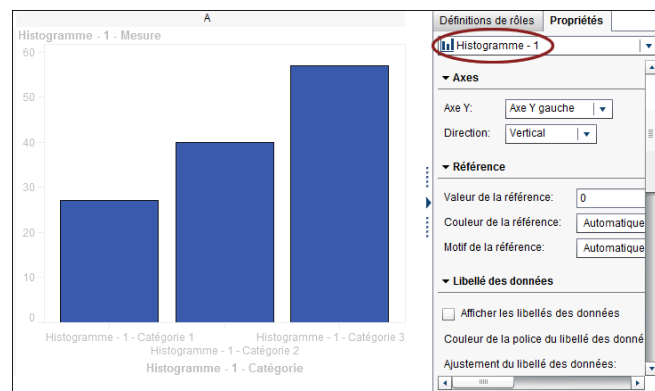 A
Histogramme - 1 - Mesure
60
50
40
30
20
10
0
Histogramme - 1 - Catégorie 1
Histogramme - 1 - Catégorie 2
Histogramme - 1 - Catégorie 3
Histogramme - 1 - Catégorie
Définitions de rôles
Propriétés
Histogramme - 1
Axes
Axe Y:
Axe Y gauche
Direction:
Vertical
Référence
Valeur de la référence:
0
Couleur de la référence:
Automatique
Motif de la référence:
Automatique
Libellé des données
Afficher les libellés des données
Couleur de la police du libellé des donné
Ajustement du libellé des données: